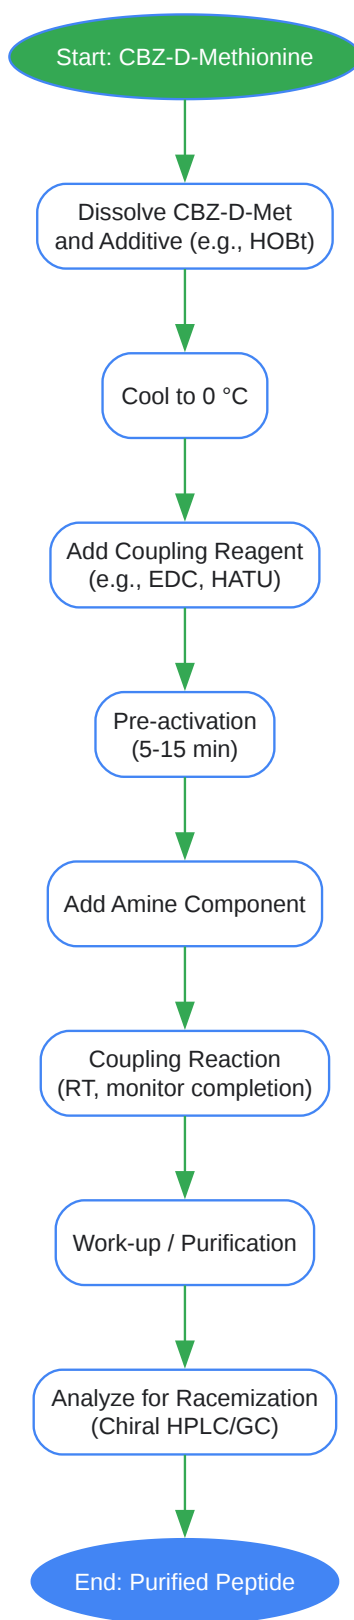 Start: CBZ-D-Methionine
Dissolve CBZ-D-Met
and Additive (e.g., HOBt)
Cool to 0 °C
Add Coupling Reagent
(e.g., EDC, HATU)
Pre-activation
(5-15 min)
Add Amine Component
Coupling Reaction
(RT, monitor completion)
Work-up / Purification
Analyze for Racemization
(Chiral HPLC/GC)
End: Purified Peptide